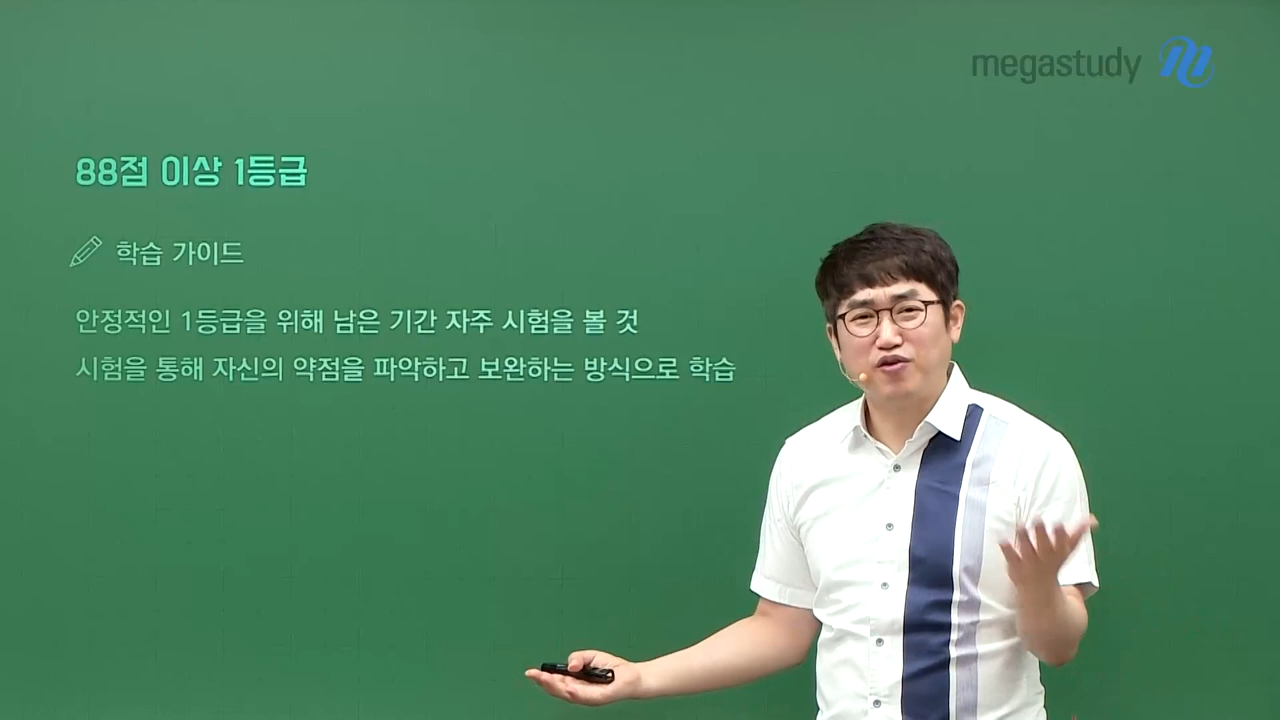 megastudy
88점 이상 1등급
학습 가이드
안정적인 1등급을 위해 남은 기간 자주 시험을 볼 것
시험을 통해 자신의 약점을 파악하고 보완하는 방식으로 학습